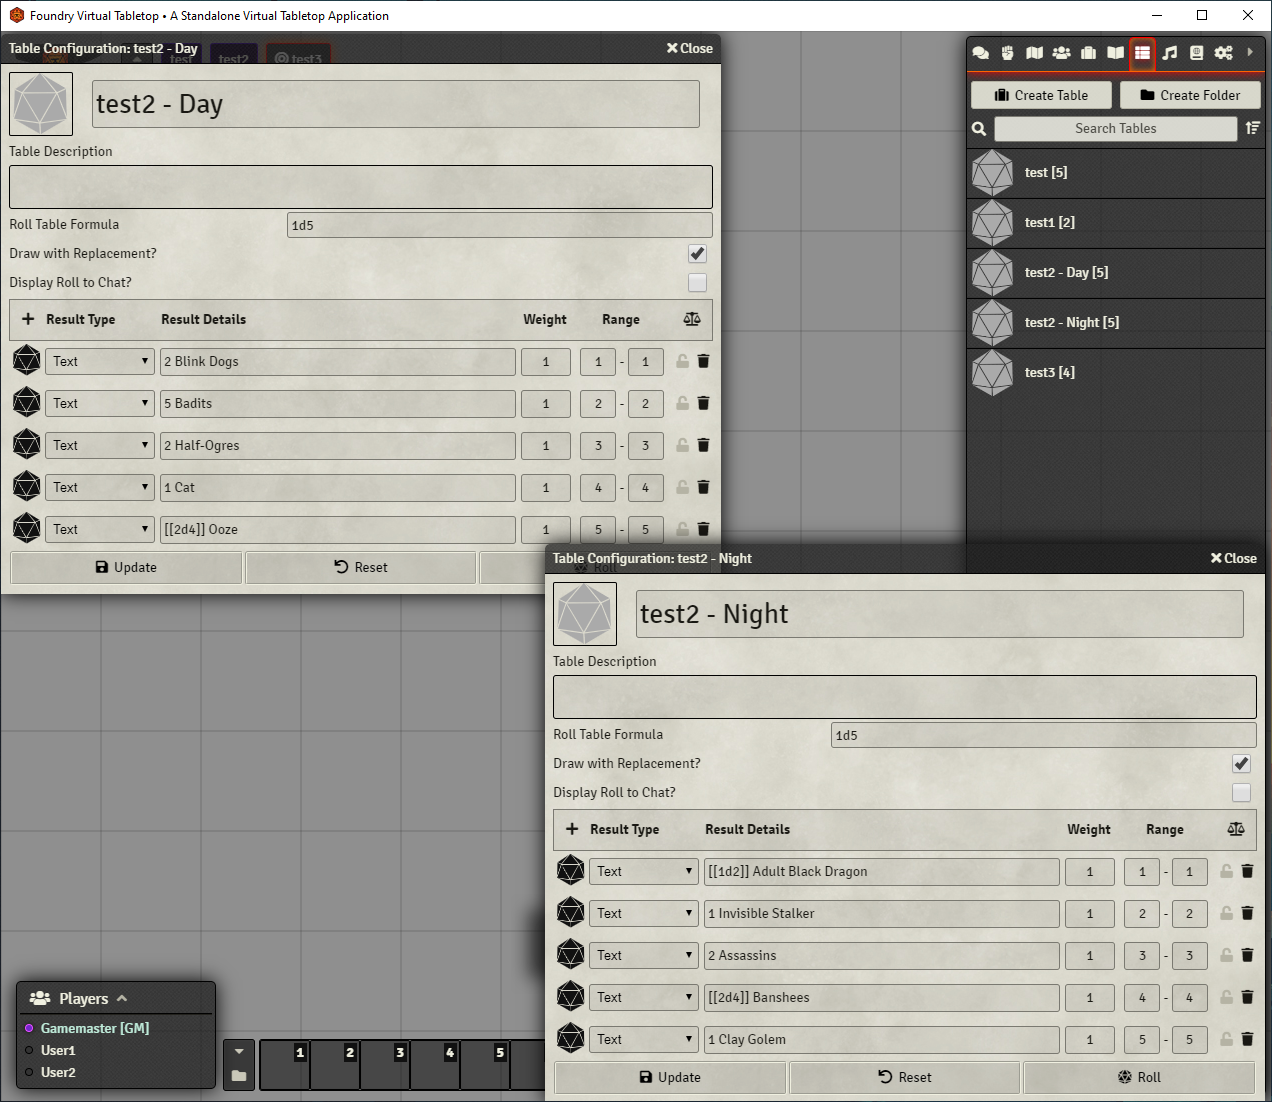 Foundry Virtual Tabletop • A Standalone Virtual Tabletop Application
Table Configuration: test2 - Day
Close
test
test2
test3
test2 - Day
Table Description
Roll Table Formula
1d5
Draw with Replacement?
Display Roll to Chat?
Result Type Result Details Weight Range
Text 2 Blink Dogs 1 1 - 1
Text 5 Badits 1 2 - 2
Text 2 Half-Ogres 1 3 - 3
Text 1 Cat 1 4 - 4
Text [[2d4]] Ooze 1 5 - 5
Update Reset Roll
Create Table Create Folder
Search Tables
test [5]
test1 [2]
test2 - Day [5]
test2 - Night [5]
test3 [4]
Table Configuration: test2 - Night
Close
test2 - Night
Table Description
Roll Table Formula
1d5
Draw with Replacement?
Display Roll to Chat?
Result Type Result Details Weight Range
Text [[1d2]] Adult Black Dragon 1 1 - 1
Text 1 Invisible Stalker 1 2 - 2
Text 2 Assassins 1 3 - 3
Text [[2d4]] Banshees 1 4 - 4
Text 1 Clay Golem 1 5 - 5
Update Reset Roll
Players
Gamemaster [GM]
User1
User2
1 2 3 4 5